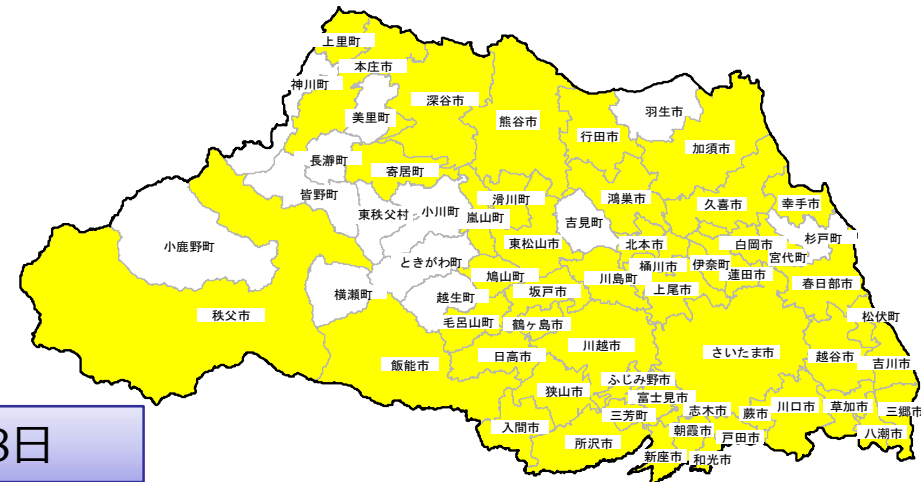 上里町
本庄市
神川町
深谷市
美里町
熊谷市
羽生市
行田市
加須市
長瀞町
寄居町
皆野町
滑川町
鴻巣市
久喜市
幸手市
東秩父村
小川町
嵐山町
吉見町
小鹿野町
東松山市
北本市
白岡市
杉戸町
宮代町
ときがわ町
桶川市
伊奈町
鳩山町
川島町
蓮田市
横瀬町
越生町
坂戸市
上尾市
春日部市
秩父市
毛呂山町
鶴ヶ島市
松伏町
川越市
さいたま市
日高市
越谷市
吉川市
飯能市
ふじみ野市
狭山市
富士見市
三芳町
志木市
蕨市
川口市
草加市
三郷市
入間市
朝霞市
戸田市
八潮市
所沢市
新座市
和光市
8日